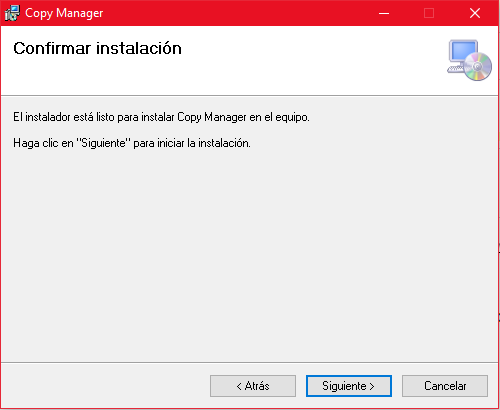 Copy Manager
Confirmar instalación
El instalador está listo para instalar Copy Manager en el equipo.
Haga clic en "Siguiente" para iniciar la instalación.
< Atrás
Siguiente >
Cancelar